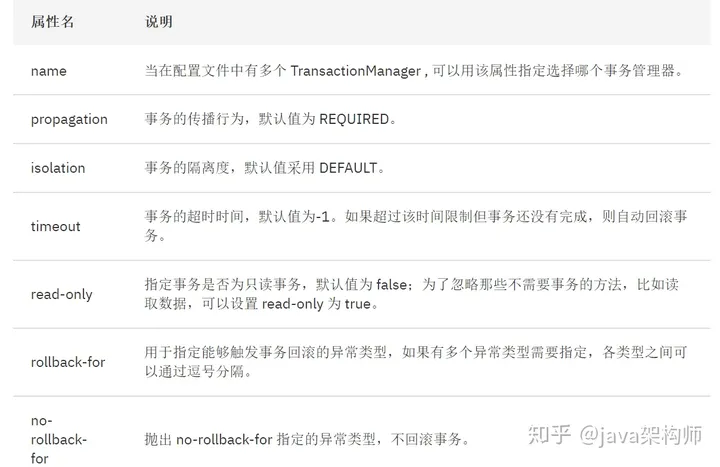 属性名 说明
name 当在配置文件中有多个 TransactionManager , 可以用该属性指定选择哪个事务管理器。
propagation 事务的传播行为，默认值为 REQUIRED。
isolation 事务的隔离度，默认值采用 DEFAULT。
timeout 事务的超时时间，默认值为-1。如果超过该时间限制但事务还没有完成，则自动回滚事
务。
read-only 指定事务是否为只读事务，默认值为 false；为了忽略那些不需要事务的方法，比如读
取数据，可以设置 read-only 为 true。
rollback-for 用于指定能够触发事务回滚的异常类型，如果有多个异常类型需要指定，各类型之间可
以通过逗号分隔。
no-
rollback- 抛出 no-rollback-for 指定的异常类型，不回滚事务。
for
知乎 @java架构师